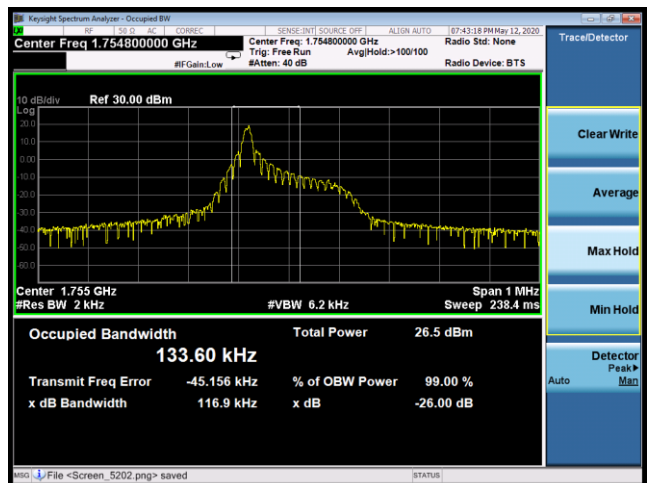 Keysight Spectrum Analyzer - Occupied BW
RF 50 Ω AC CORREC SENSE:INT SOURCE OFF ALIGN AUTO 07:43:18 PM May 12, 2020
Center Freq 1.754800000 GHz Center Freq: 1.754800000 GHz Radio Std: None Trace/Detector
Trig: Free Run Avg|Hold:>100/100
#IFGain:Low #Atten: 40 dB Radio Device: BTS
10 dB/div Ref 30.00 dBm
Log
20.0
10.0
0.00
-10.0
-20.0
-30.0
-40.0
-50.0
-60.0
Center 1.755 GHz Span 1 MHz
#Res BW 2 kHz #VBW 6.2 kHz Sweep 238.4 ms
Occupied Bandwidth Total Power 26.5 dBm
133.60 kHz
Transmit Freq Error -45.156 kHz % of OBW Power 99.00 %
x dB Bandwidth 116.9 kHz x dB -26.00 dB
Clear Write
Average
Max Hold
Min Hold
Detector
Peak▶
Auto Man
MSG File <Screen_5202.png> saved STATUS